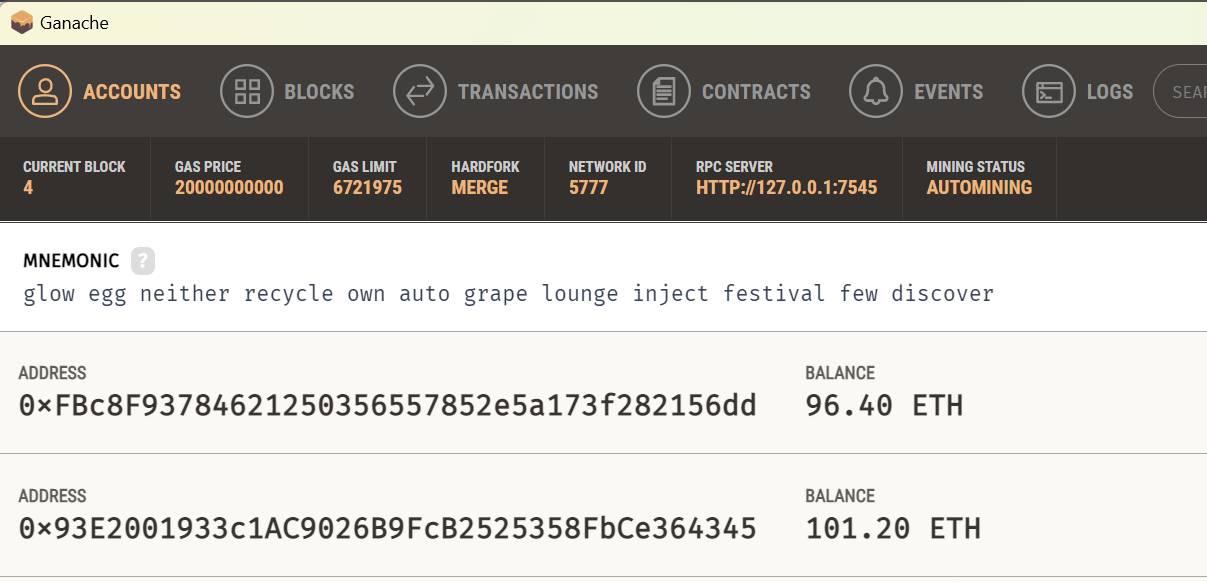 Ganache
ACCOUNTS BLOCKS TRANSACTIONS CONTRACTS EVENTS LOGS SEAR
CURRENT BLOCK GAS PRICE GAS LIMIT HARDFORK NETWORK ID RPC SERVER MINING STATUS
4 20000000000 6721975 MERGE 5777 HTTP://127.0.0.1:7545 AUTOMINING
MNEMONIC ?
glow egg neither recycle own auto grape lounge inject festival few discover
ADDRESS BALANCE
0×FBc8F93784621250356557852e5a173f282156dd 96.40 ETH
ADDRESS BALANCE
0×93E2001933c1AC9026B9FcB2525358FbCe364345 101.20 ETH